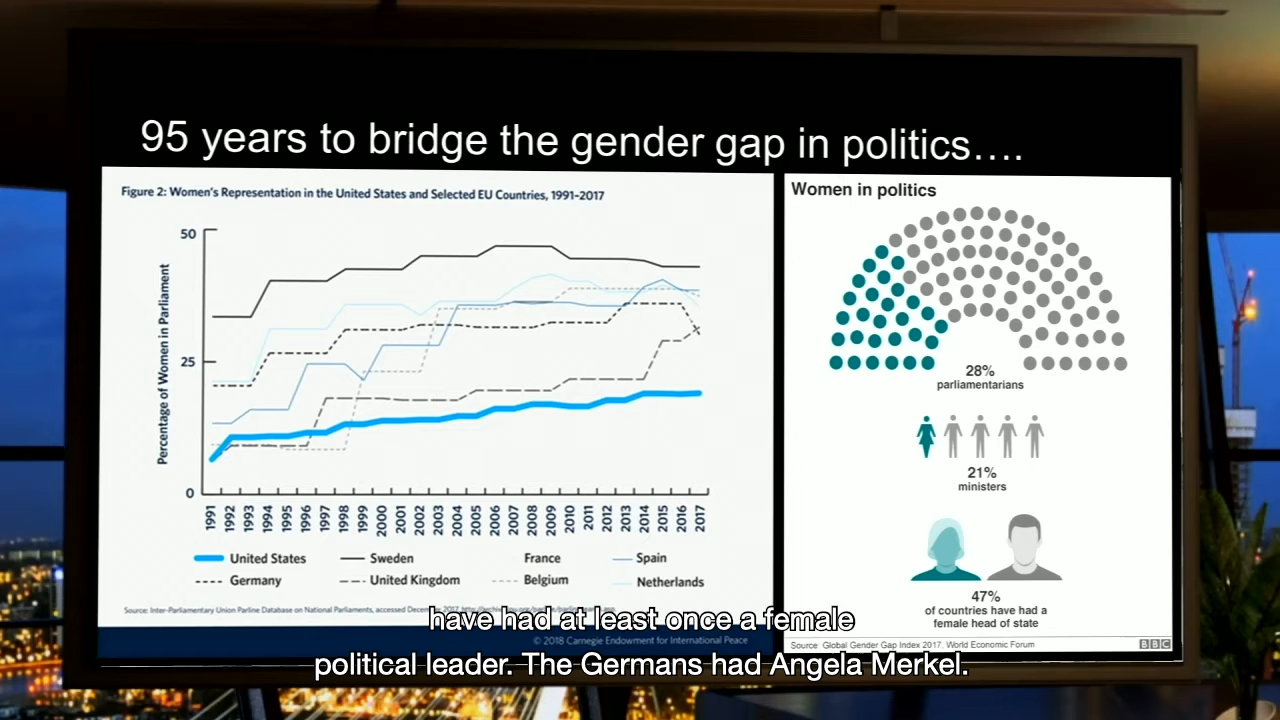 95 years to bridge the gender gap in politics....
Figure 2: Women's Representation in the United States and Selected EU Countries, 1991–2017
Percentage of Women in Parliament
50
25
0
1991
1992
1993
1994
1995
1996
1997
1998
1999
2000
2001
2002
2003
2004
2005
2006
2007
2008
2009
2010
2011
2012
2013
2014
2015
2016
2017
United States
Sweden
France
Spain
Germany
United Kingdom
Belgium
Netherlands
Source: Inter-Parliamentary Union Parline Database on National Parliaments, accessed December 2017,
© 2018 Carnegie Endowment for International Peace
Women in politics
28%
parliamentarians
21%
ministers
47%
of countries have had a
female head of state
Source: Global Gender Gap Index 2017, World Economic Forum
BBC
have had at least once a female
political leader. The Germans had Angela Merkel.